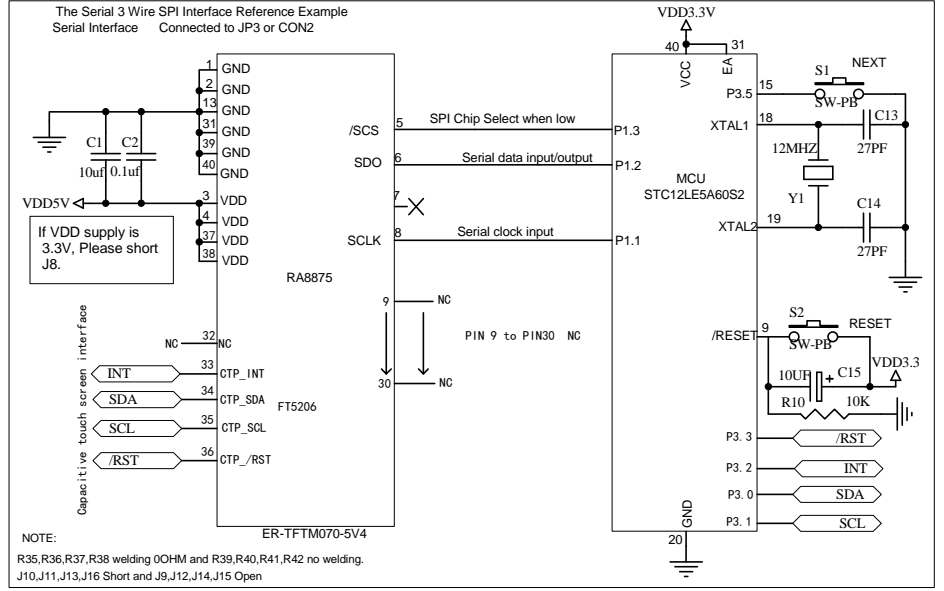 The Serial 3 Wire SPI Interface Reference Example
Serial Interface Connected to JP3 or CON2
1 GND
2 GND
13 GND
31 GND
39 GND
40 GND
C1
10uf
C2
0.1uf
VDD5V
3 VDD
4 VDD
37 VDD
38 VDD
If VDD supply is
3.3V, Please short
J8.
RA8875
/SCS 5
SDO 6
7
SCLK 8
SPI Chip Select when low
Serial data input/output
Serial clock input
9 NC
PIN 9 to PIN30 NC
30 NC
NC 32 NC
Capacitive touch screen interface
INT 33 CTP_INT
SDA 34 CTP_SDA
SCL 35 CTP_SCL
/RST 36 CTP_/RST
FT5206
ER-TFTM070-5V4
VDD3.3V
40
31
VCC
EA
P1.3
P1.2
P1.1
MCU
STC12LE5A60S2
P3.5 15
S1
NEXT
SW-PB
XTAL1 18
12MHZ
Y1
C13
27PF
XTAL2 19
C14
27PF
/RESET 9
S2
RESET
SW-PB
VDD3.3
10UF + C15
R10 10K
P3.3 /RST
P3.2 INT
P3.0 SDA
P3.1 SCL
GND
20
NOTE:
R35,R36,R37,R38 welding 0OHM and R39,R40,R41,R42 no welding.
J10,J11,J13,J16 Short and J9,J12,J14,J15 Open